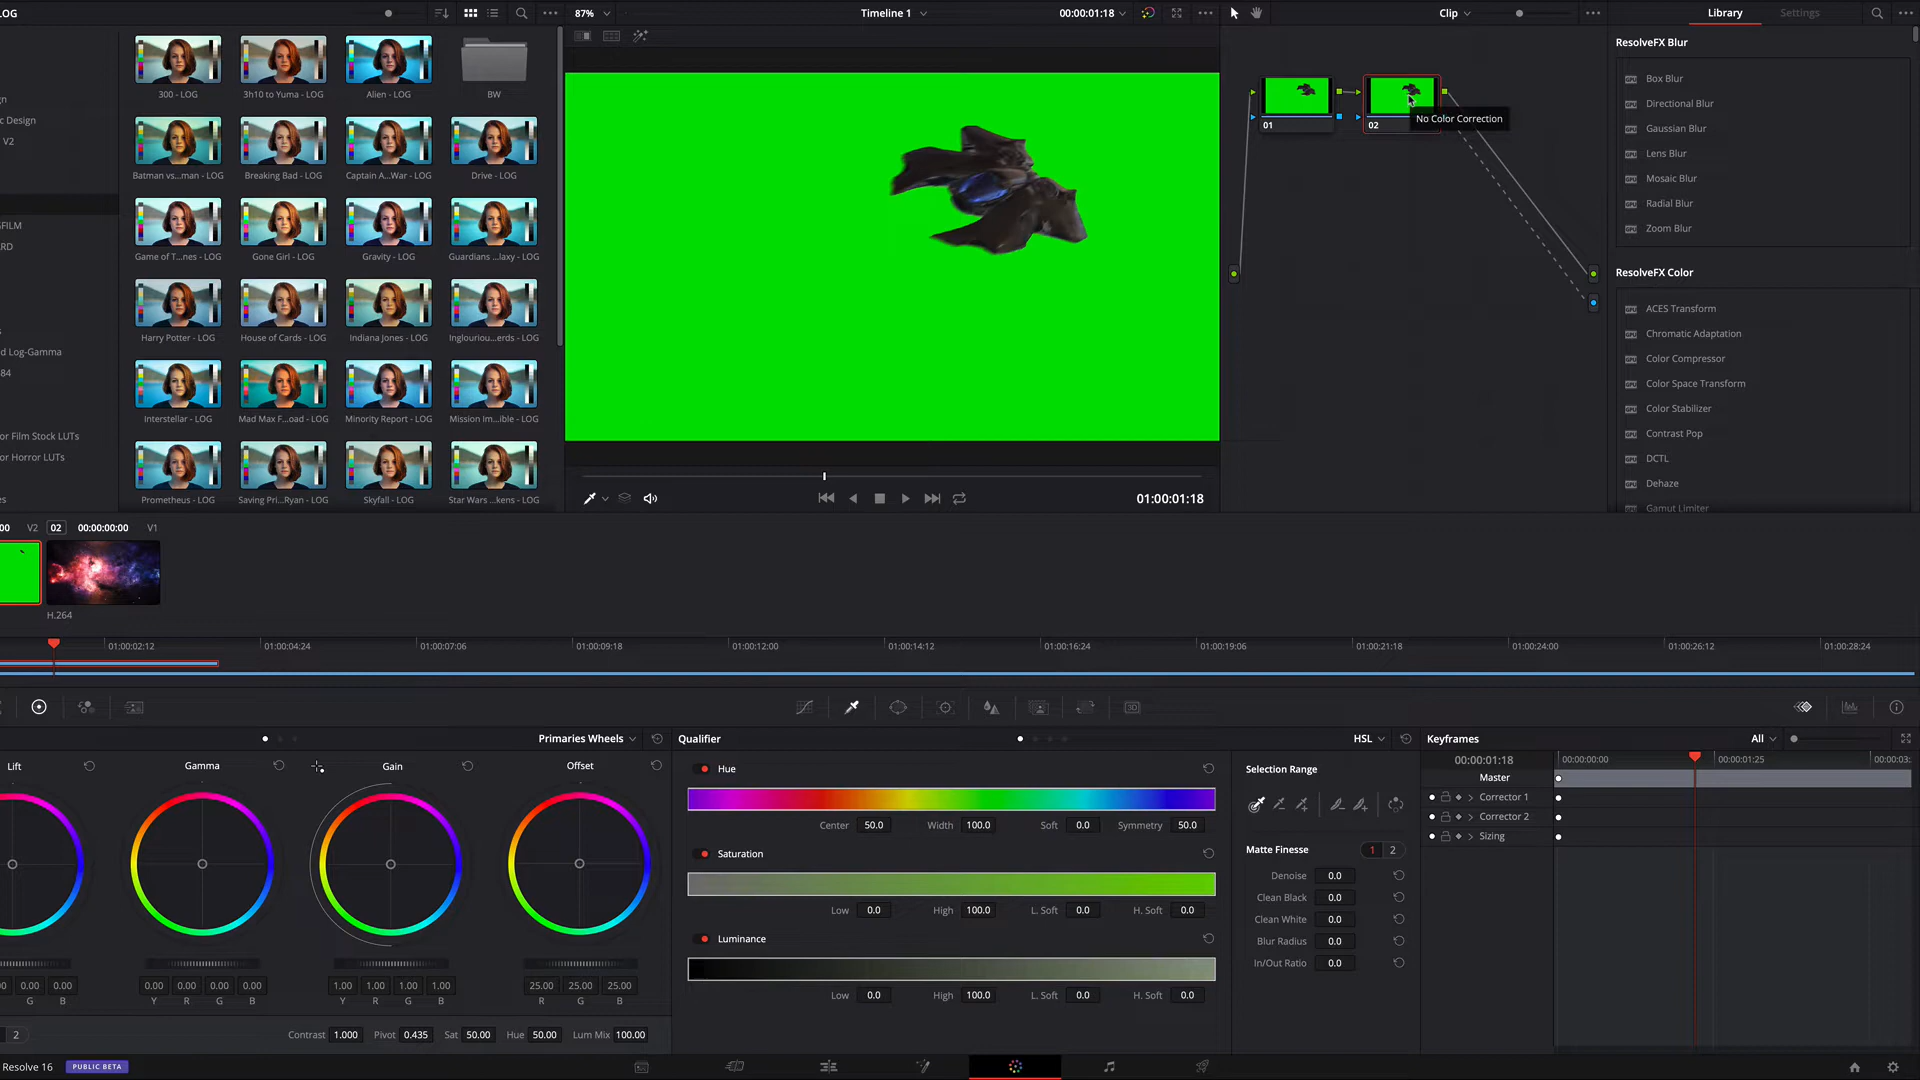 LOG
87%
Timeline 1
00:00:01:18
Clip
Library
Settings
300 - LOG
3h10 to Yuma - LOG
Alien - LOG
BW
Batman vs...man - LOG
Breaking Bad - LOG
Captain A...War - LOG
Drive - LOG
Game of T...nes - LOG
Gone Girl - LOG
Gravity - LOG
Guardians ...laxy - LOG
Harry Potter - LOG
House of Cards - LOG
Indiana Jones - LOG
Inglouriou...erds - LOG
Interstellar - LOG
Mad Max F...oad - LOG
Minority Report - LOG
Mission Im...ible - LOG
Prometheus - LOG
Saving Pri...Ryan - LOG
Skyfall - LOG
Star Wars ...kens - LOG
ic Design
V2
GFILM
RD
d Log-Gamma
84
or Film Stock LUTs
or Horror LUTs
01
02
No Color Correction
01:00:01:18
ResolveFX Blur
Box Blur
Directional Blur
Gaussian Blur
Lens Blur
Mosaic Blur
Radial Blur
Zoom Blur
ResolveFX Color
ACES Transform
Chromatic Adaptation
Color Compressor
Color Space Transform
Color Stabilizer
Contrast Pop
DCTL
Dehaze
Gamut Limiter
00
V2
02
00:00:00:00
V1
H.264
01:00:02:12
01:00:04:24
01:00:07:06
01:00:09:18
01:00:12:00
01:00:14:12
01:00:16:24
01:00:19:06
01:00:21:18
01:00:24:00
01:00:26:12
01:00:28:24
Primaries Wheels
Lift
Gamma
Gain
Offset
0.00 0.00
G B
0.00 0.00 0.00 0.00
Y R G B
1.00 1.00 1.00 1.00
Y R G B
25.00 25.00 25.00
R G B
2
Contrast 1.000 Pivot 0.435 Sat 50.00 Hue 50.00 Lum Mix 100.00
Qualifier
HSL
Hue
Center 50.0 Width 100.0 Soft 0.0 Symmetry 50.0
Saturation
Low 0.0 High 100.0 L. Soft 0.0 H. Soft 0.0
Luminance
Low 0.0 High 100.0 L. Soft 0.0 H. Soft 0.0
Selection Range
Matte Finesse 1 2
Denoise 0.0
Clean Black 0.0
Clean White 0.0
Blur Radius 0.0
In/Out Ratio 0.0
Keyframes
All
00:00:01:18
00:00:00:00
00:00:01:25
00:00:03:
Master
Corrector 1
Corrector 2
Sizing
Resolve 16
PUBLIC BETA
3D